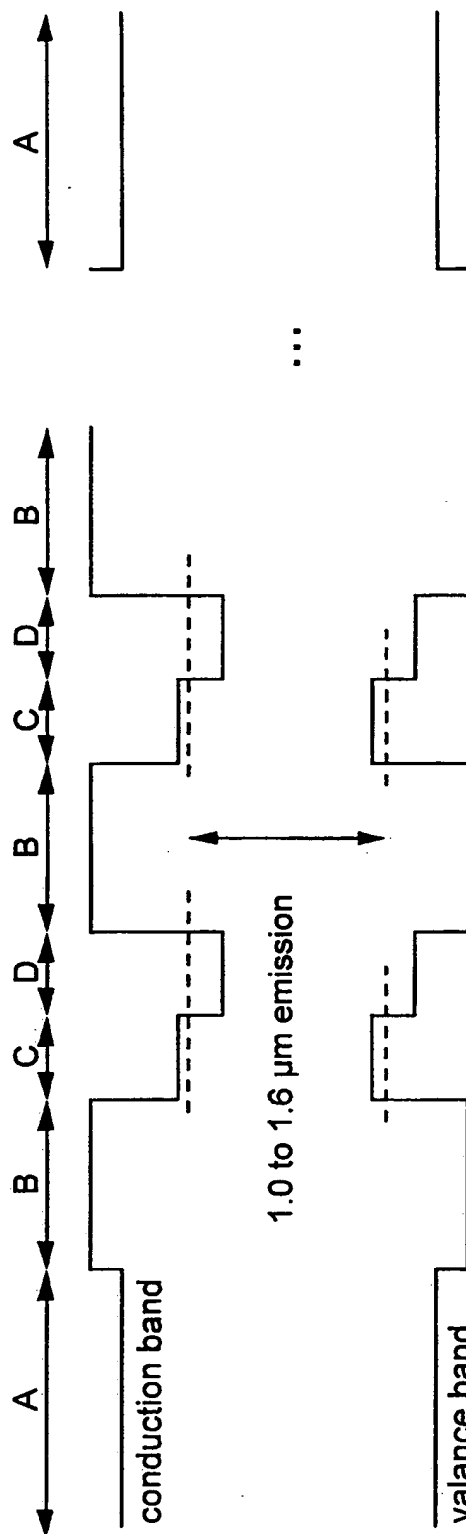 A
B
C
D
B
C
D
B
A
...
1.0 to 1.6 µm emission
conduction band
valance band